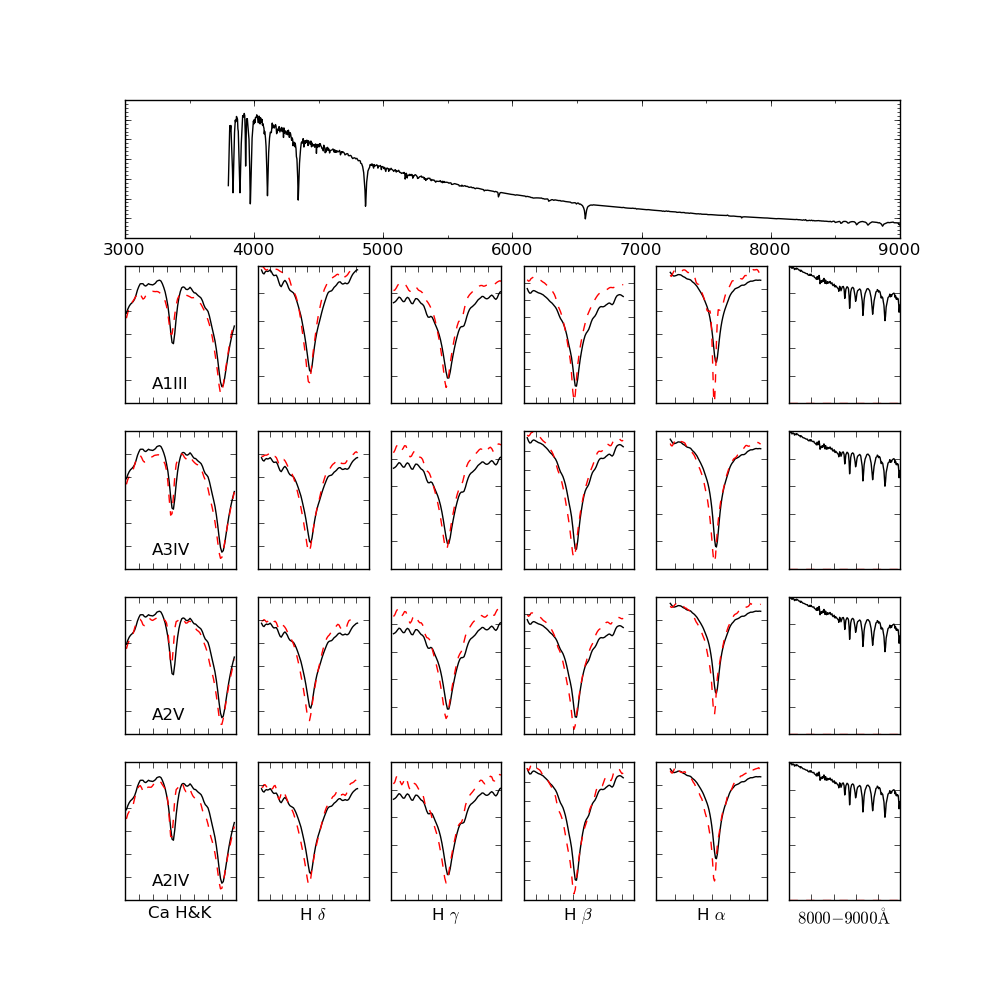 3000 4000 5000 6000 7000 8000 9000
A1III
A3IV
A2V
A2IV
Ca H&K H δ H γ H β H α 8000−9000Å